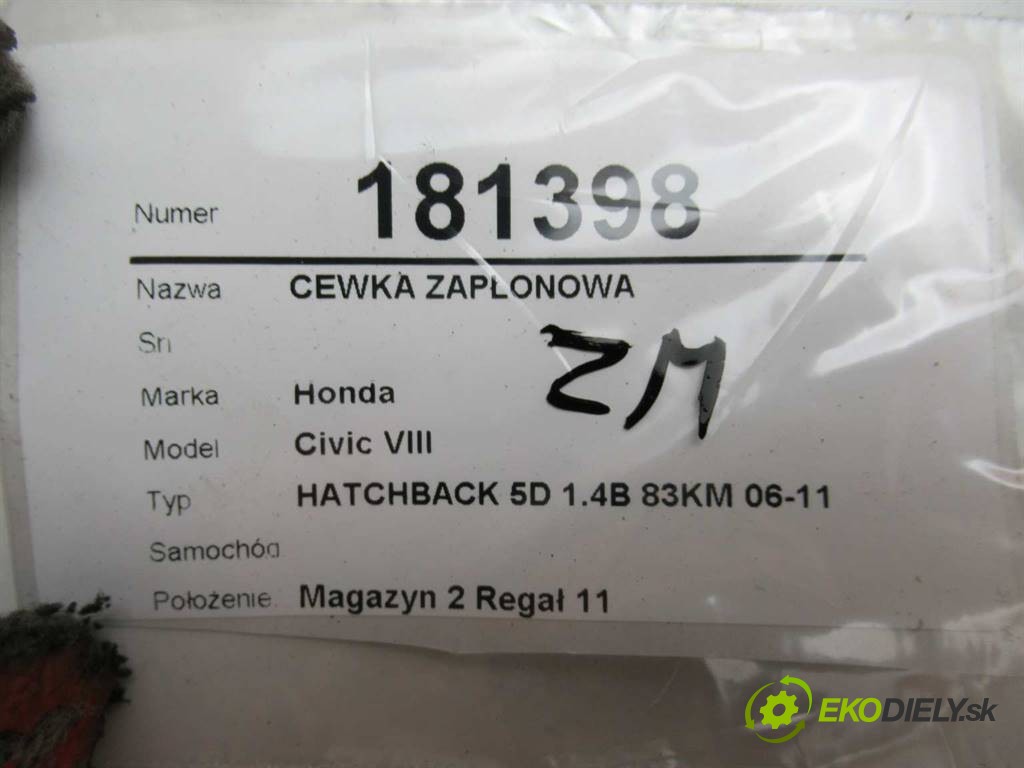 Numer 181398
Nazwa CEWKA ZAPŁONOWA
Sn
ZM
Marka Honda
Model Civic VIII
Typ HATCHBACK 5D 1.4B 83KM 06-11
Samochód
Położenie Magazyn 2 Regał 11
EKODIELY.sk